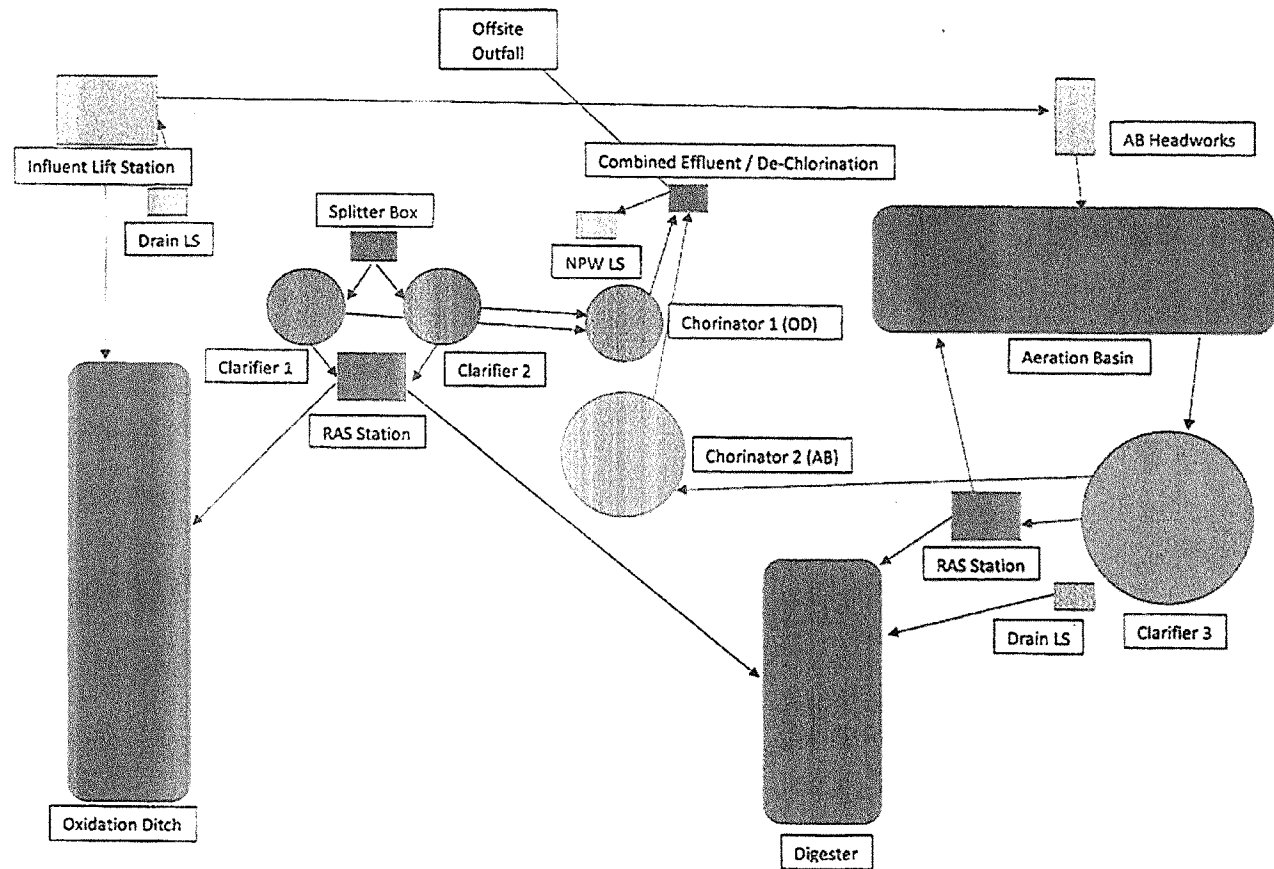 Offsite
Outfall
Influent Lift Station
AB Headworks
Combined Effluent / De-Chlorination
Splitter Box
Drain LS
NPW LS
Chorinator 1 (OD)
Aeration Basin
Clarifier 1
Clarifier 2
RAS Station
Chorinator 2 (AB)
RAS Station
Drain LS
Clarifier 3
Oxidation Ditch
Digester